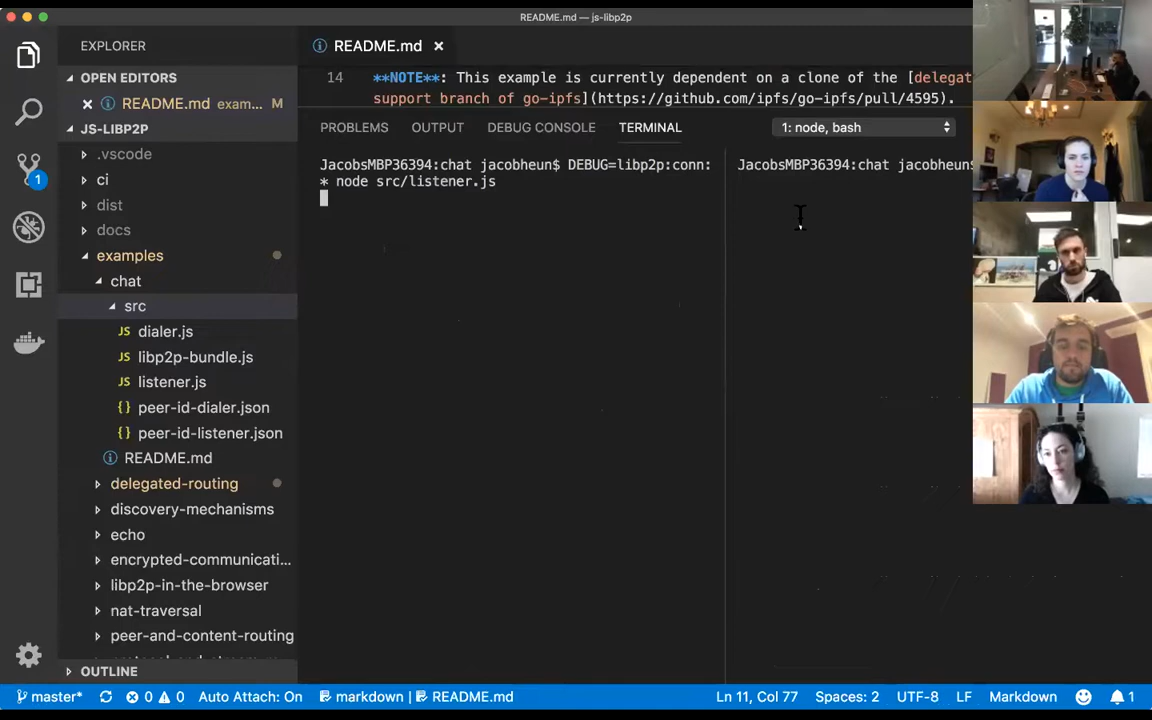 README.md — js-libp2p
EXPLORER
OPEN EDITORS
README.md exam... M
JS-LIBP2P
.vscode
ci
dist
docs
examples
chat
src
JS dialer.js
JS libp2p-bundle.js
JS listener.js
{} peer-id-dialer.json
{} peer-id-listener.json
README.md
delegated-routing
discovery-mechanisms
echo
encrypted-communicati...
libp2p-in-the-browser
nat-traversal
peer-and-content-routing
OUTLINE
README.md
14 **NOTE**: This example is currently dependent on a clone of the [delegat
support branch of go-ipfs](https://github.com/ipfs/go-ipfs/pull/4595).
PROBLEMS OUTPUT DEBUG CONSOLE TERMINAL 1: node, bash
JacobsMBP36394:chat jacobheun$ DEBUG=libp2p:conn:
* node src/listener.js
JacobsMBP36394:chat jacobheun$
1
master* 0 0 Auto Attach: On markdown | README.md Ln 11, Col 77 Spaces: 2 UTF-8 LF Markdown 1